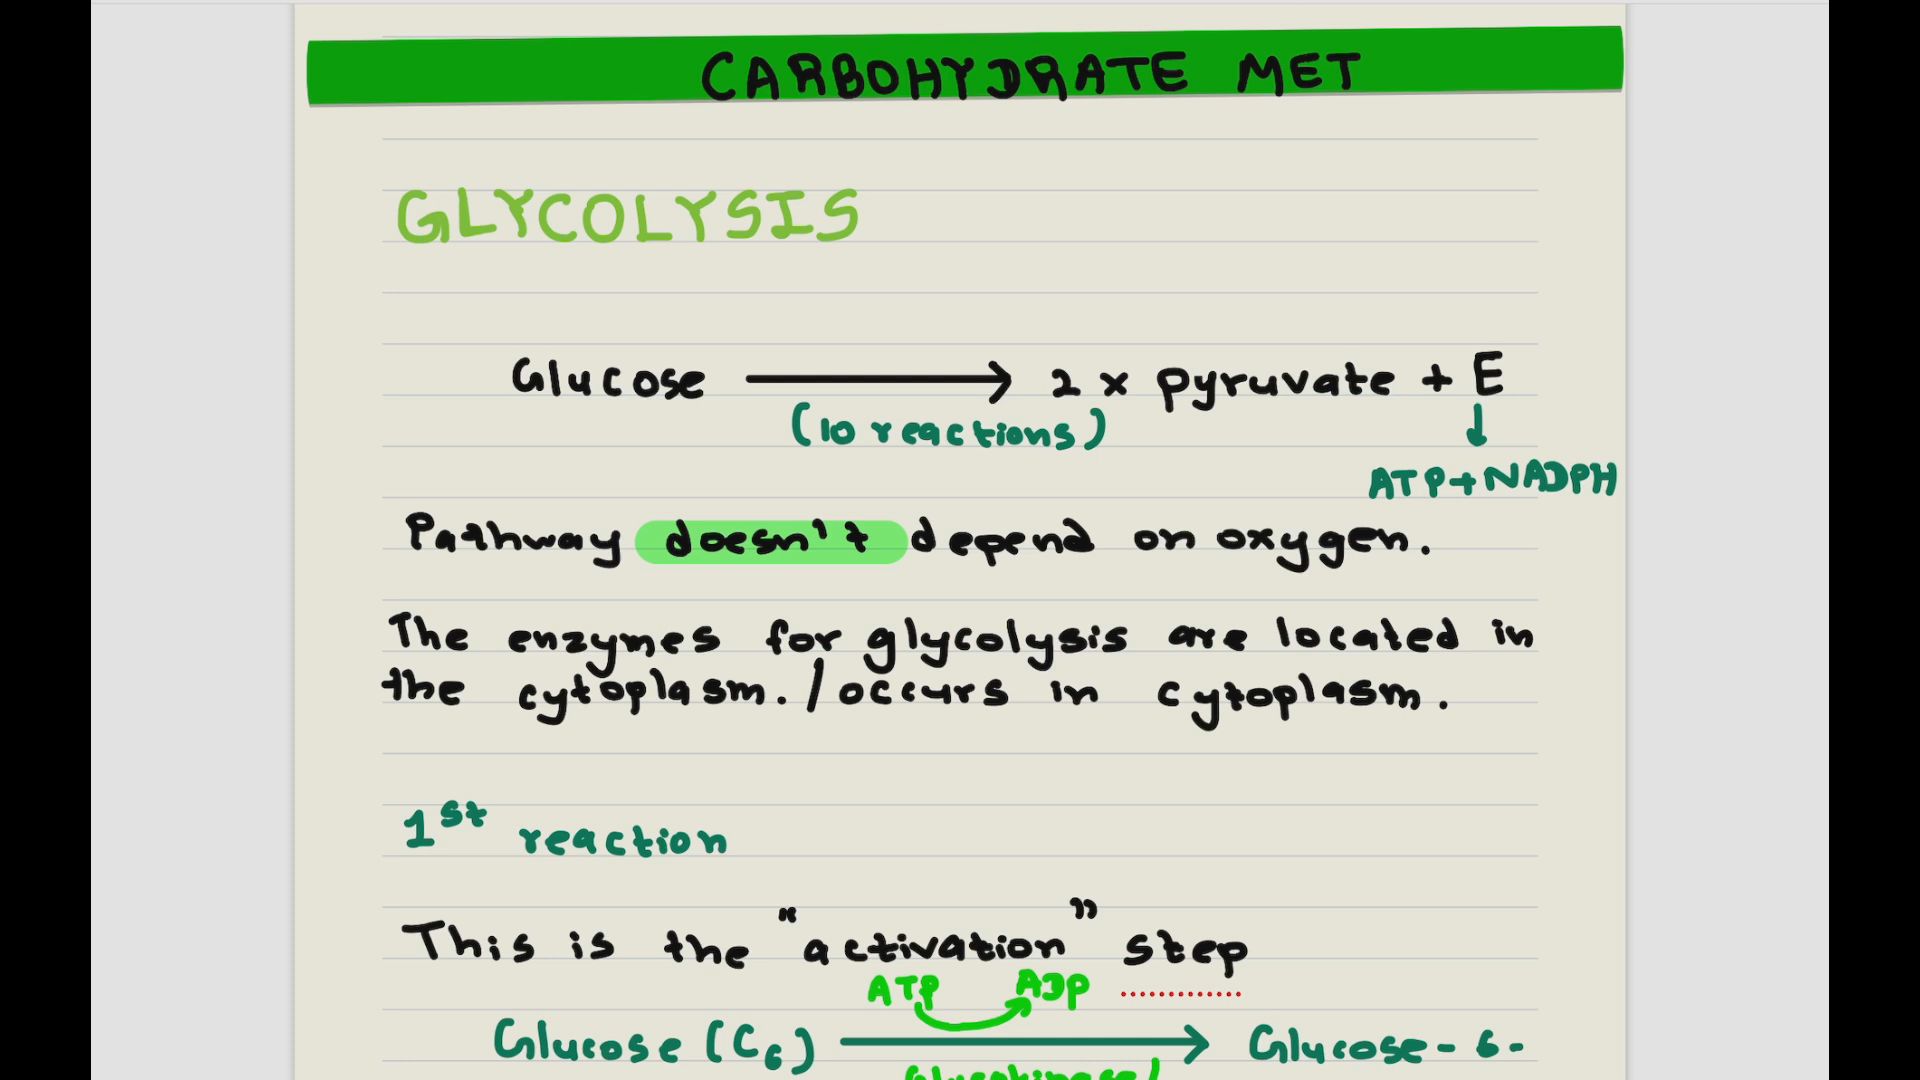 CARBOHYDRATE MET
GLYCOLYSIS
Glucose → 2 x pyruvate + E
(10 reactions)
↓
ATP+NADPH
Pathway doesn't depend on oxygen.
The enzymes for glycolysis are located in
the cytoplasm. / occurs in cytoplasm.
1st reaction
This is the "activation" step
ATP ADP
Glucose (C6) → Glucose-6-
Glucokinase/